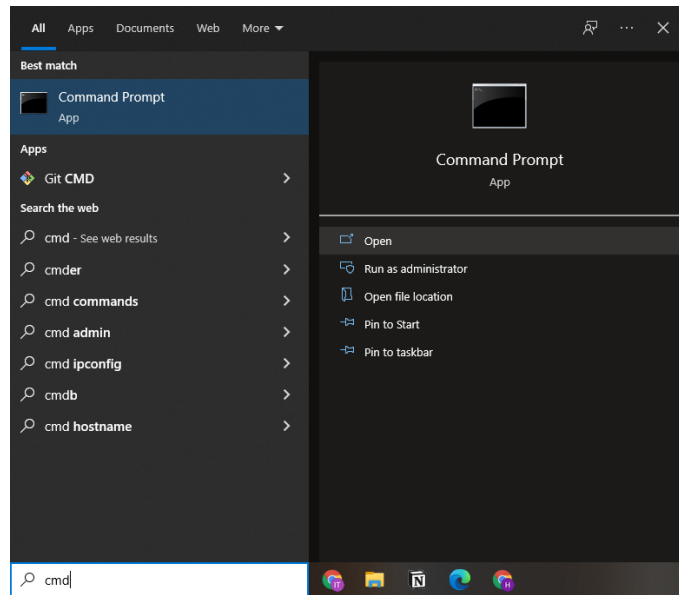 All Apps Documents Web More
Best match
Command Prompt
App
Apps
Git CMD
Search the web
cmd - See web results
cmder
cmd commands
cmd admin
cmd ipconfig
cmdb
cmd hostname
Command Prompt
App
Open
Run as administrator
Open file location
Pin to Start
Pin to taskbar
cmd
IT
N
H